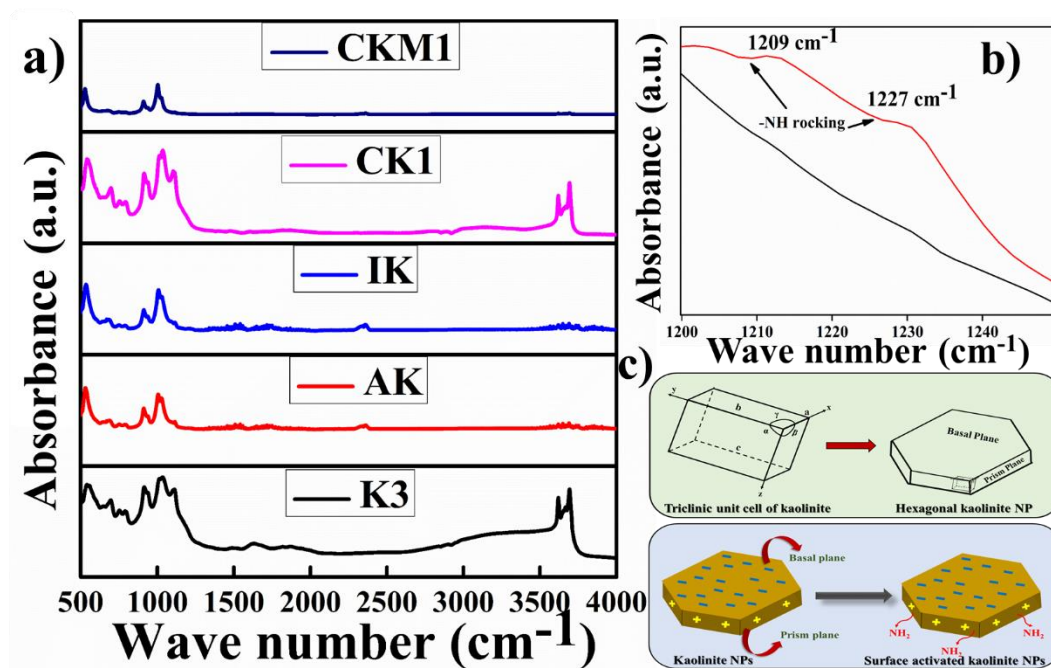 a)
CKM1
CK1
IK
AK
K3
Absorbance (a.u.)
500 1000 1500 2000 2500 3000 3500 4000
Wave number (cm-1)
b)
1209 cm-1
1227 cm-1
-NH rocking
Absorbance (a.u.)
1200 1210 1220 1230 1240
Wave number (cm-1)
c)
y b γ a x
α β
c
z
Triclinic unit cell of kaolinite
Basal Plane
Prism Plane
Hexagonal kaolinite NP
Basal plane
Prism plane
Kaolinite NPs
NH2 NH2
NH2
Surface activated kaolinite NPs